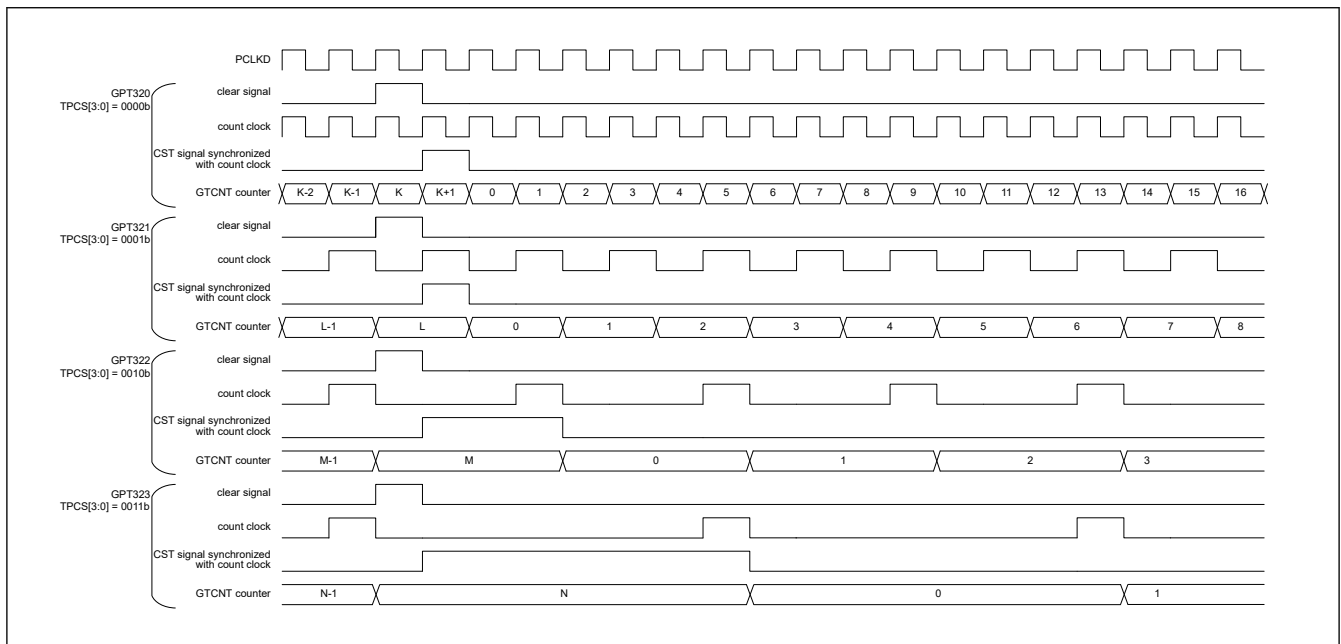 PCLKD
GPT320
TPCS[3:0] = 0000b
clear signal
count clock
CST signal synchronized
with count clock
GTCNT counter K-2 K-1 K K+1 0 1 2 3 4 5 6 7 8 9 10 11 12 13 14 15 16
GPT321
TPCS[3:0] = 0001b
clear signal
count clock
CST signal synchronized
with count clock
GTCNT counter L-1 L 0 1 2 3 4 5 6 7 8
GPT322
TPCS[3:0] = 0010b
clear signal
count clock
CST signal synchronized
with count clock
GTCNT counter M-1 M 0 1 2 3
GPT323
TPCS[3:0] = 0011b
clear signal
count clock
CST signal synchronized
with count clock
GTCNT counter N-1 N 0 1